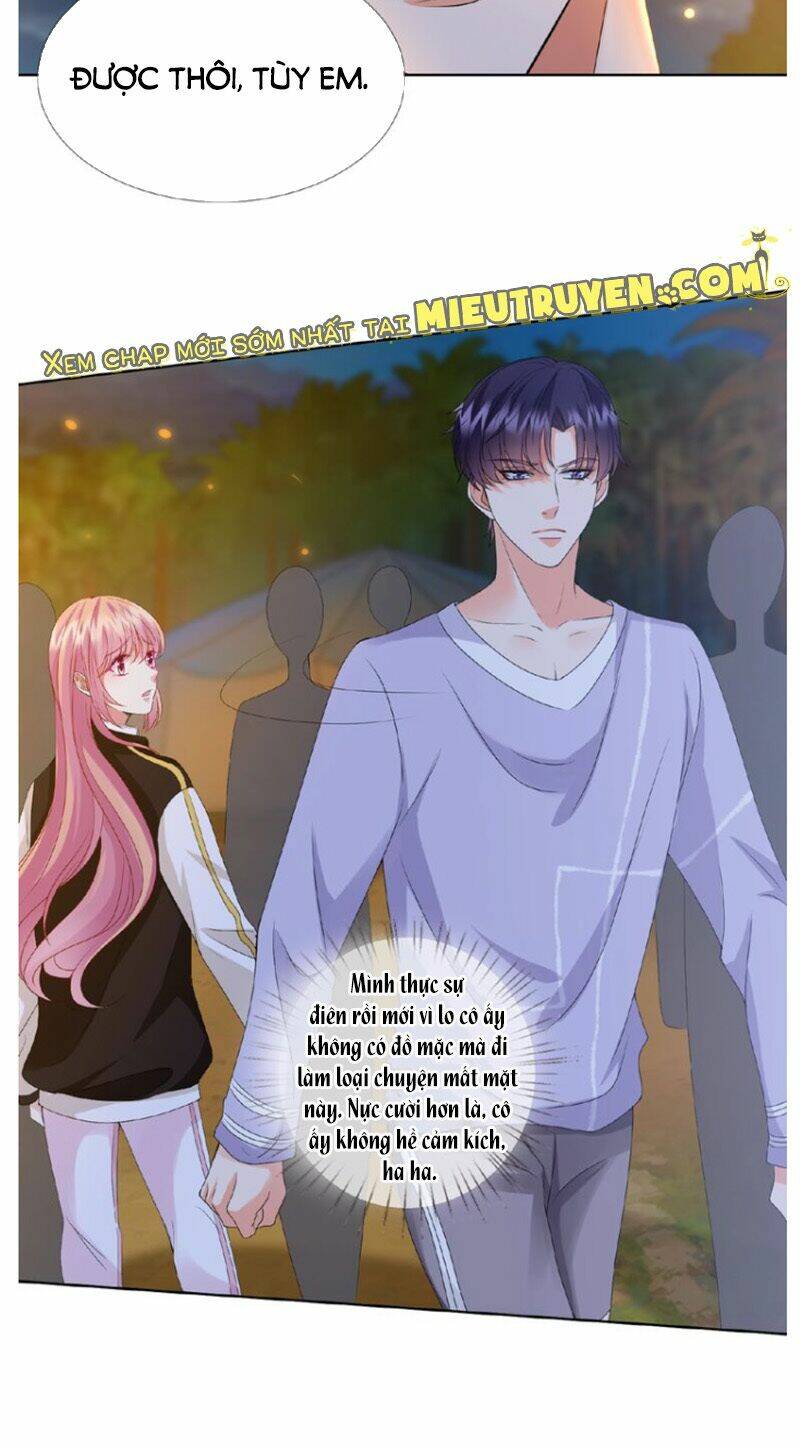 ĐƯỢC THÔI, TÙY EM.
XEM CHAP MỚI SỚM NHẤT TẠI MIEUTRUYEN.COM
Mình thực sự
điên rồi mới vì lo cô ấy
không có đồ mặc mà đi
làm loại chuyện mất mặt
này. Nực cười hơn là, cô
ấy không hề cảm kích,
ha ha.